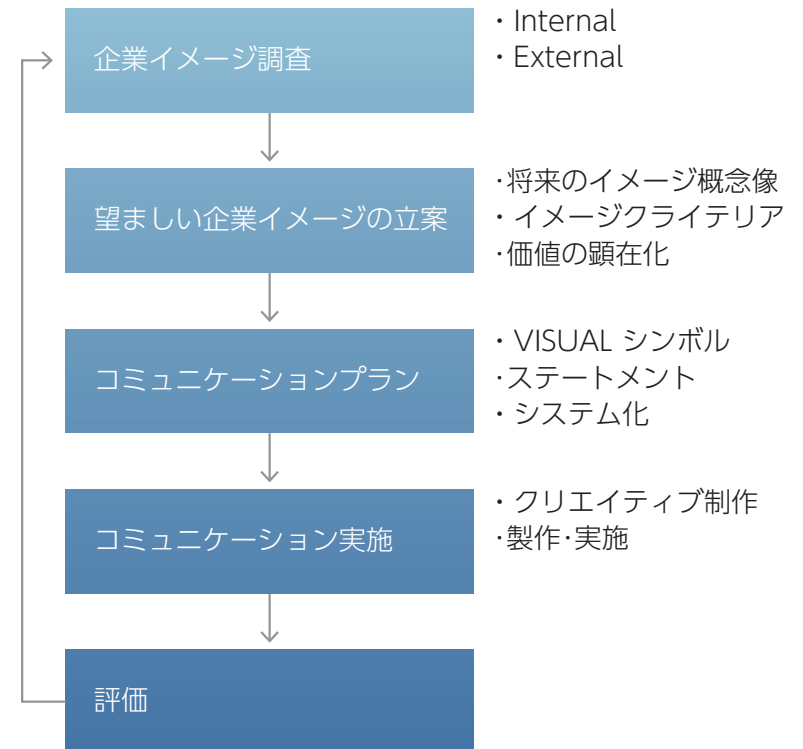 企業イメージ調査
・Internal
・External
望ましい企業イメージの立案
・将来のイメージ概念像
・イメージクライテリア
・価値の顕在化
コミュニケーションプラン
・VISUAL シンボル
・ステートメント
・システム化
コミュニケーション実施
・クリエイティブ制作
・製作・実施
評価